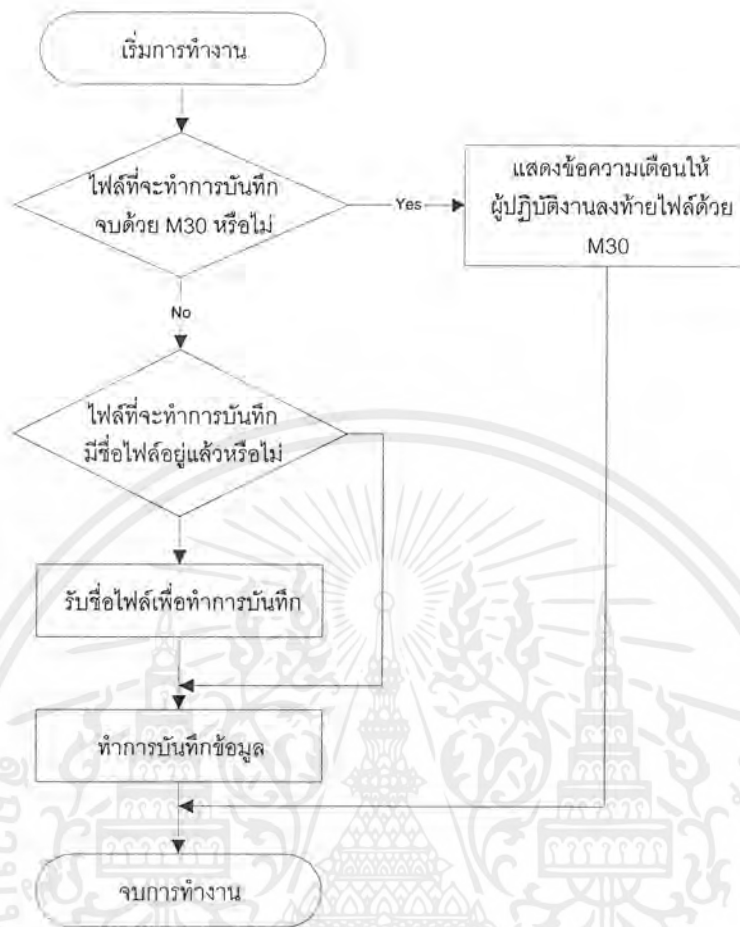 เริ่มการทำงาน
ไฟล์ที่จะทำการบันทึก
จบด้วย M30 หรือไม่
Yes
แสดงข้อความเตือนให้
ผู้ปฏิบัติงานลงท้ายไฟล์ด้วย
M30
No
ไฟล์ที่จะทำการบันทึก
มีชื่อไฟล์อยู่แล้วหรือไม่
รับชื่อไฟล์เพื่อทำการบันทึก
ทำการบันทึกข้อมูล
จบการทำงาน